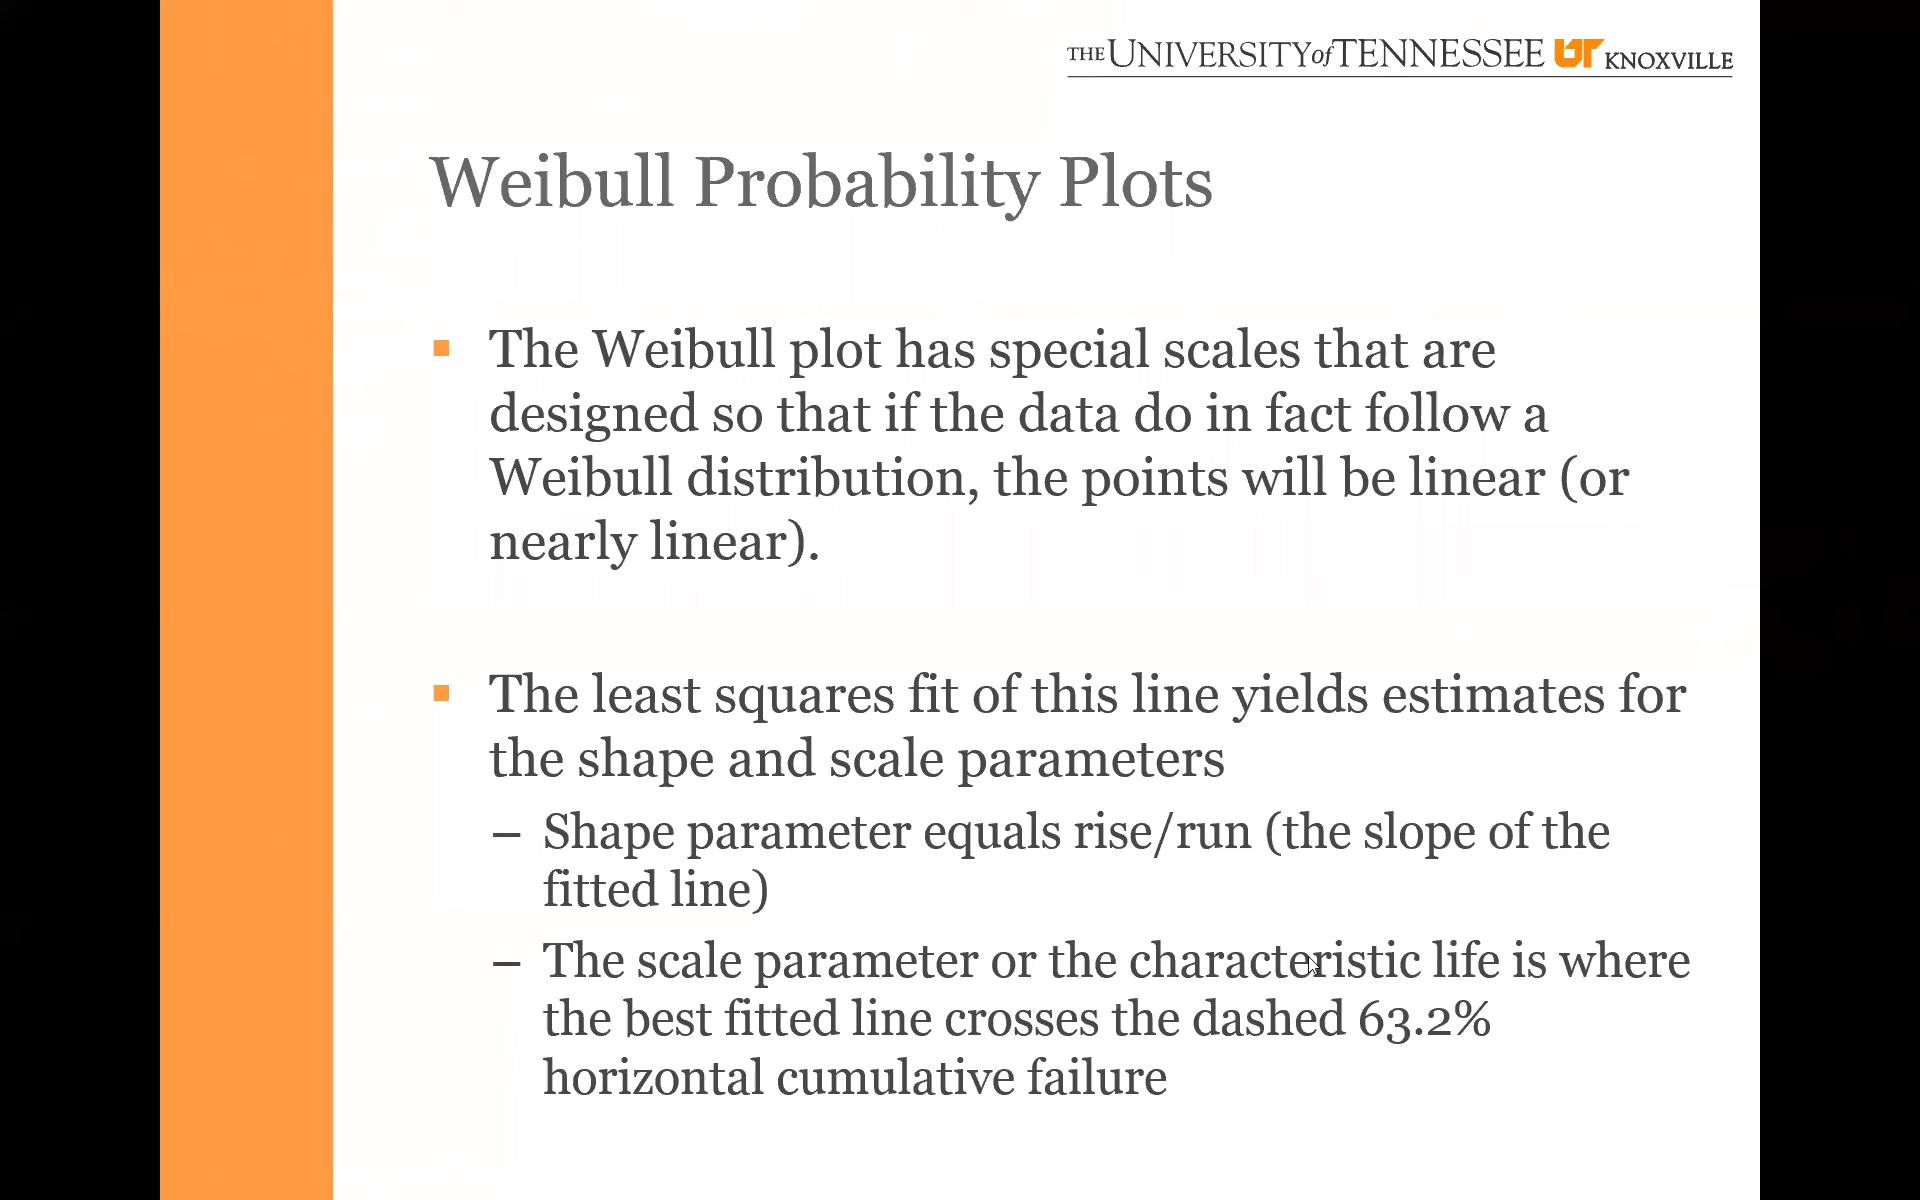 THE UNIVERSITY of TENNESSEE UT KNOXVILLE
Weibull Probability Plots
▪ The Weibull plot has special scales that are
designed so that if the data do in fact follow a
Weibull distribution, the points will be linear (or
nearly linear).
▪ The least squares fit of this line yields estimates for
the shape and scale parameters
– Shape parameter equals rise/run (the slope of the
fitted line)
– The scale parameter or the characteristic life is where
the best fitted line crosses the dashed 63.2%
horizontal cumulative failure